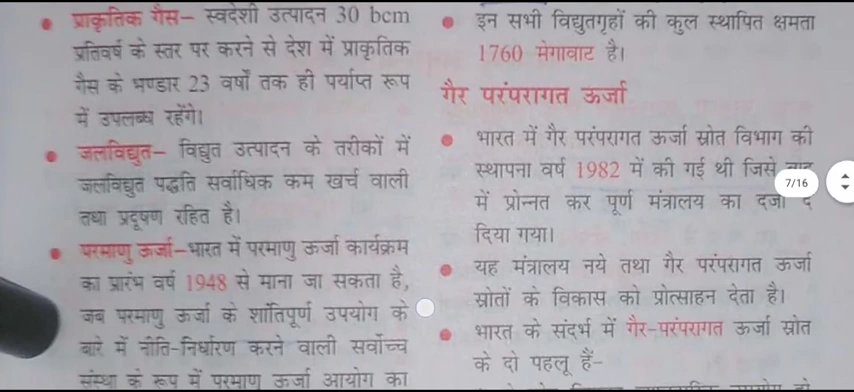 प्राकृतिक गैस– स्वदेशी उत्पादन 30 bcm
प्रतिवर्ष के स्तर पर करने से देश में प्राकृतिक
गैस के भण्डार 23 वर्षों तक ही पर्याप्त रूप
में उपलब्ध रहेंगे।
जलविद्युत– विद्युत उत्पादन के तरीकों में
जलविद्युत पद्धति सर्वाधिक कम खर्च वाली
तथा प्रदूषण रहित है।
परमाणु ऊर्जा–भारत में परमाणु ऊर्जा कार्यक्रम
का प्रारंभ वर्ष 1948 से माना जा सकता है,
जब परमाणु ऊर्जा के शांतिपूर्ण उपयोग के
बारे में नीति-निर्धारण करने वाली सर्वोच्च
संस्था के रूप में परमाणु ऊर्जा आयोग का
इन सभी विद्युतगृहों की कुल स्थापित क्षमता
1760 मेगावाट है।
गैर परंपरागत ऊर्जा
भारत में गैर परंपरागत ऊर्जा स्रोत विभाग की
स्थापना वर्ष 1982 में की गई थी जिसे
में प्रोन्नत कर पूर्ण मंत्रालय का दर्जा
दिया गया।
यह मंत्रालय नये तथा गैर परंपरागत ऊर्जा
स्रोतों के विकास को प्रोत्साहन देता है।
भारत के संदर्भ में गैर-परंपरागत ऊर्जा स्रोत
के दो पहलू हैं–
7/16